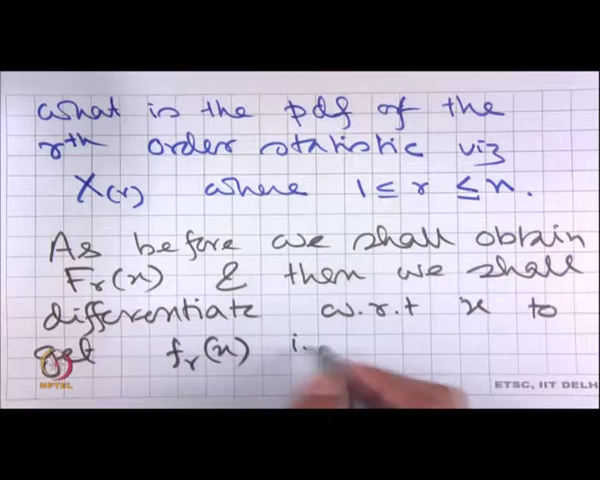 What is the pdf of the
rth order statistic viz
X(r) where 1 ≤ r ≤ n.
As before we shall obtain
Fr(x) & then we shall
differentiate w.r.t x to
get fr(x) i.
NPTEL
ETSC, IIT DELH